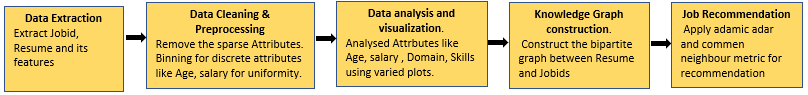 Data Extraction
Extract Jobid,
Resume and its
features
Data Cleaning &
Preprocessing
Remove the sparse Attributes.
Binning for discrete attributes
like Age, salary for uniformity.
Data analysis and
visualization.
Analysed Attrbutes like
Age, salary , Domain, Skills
using varied plots.
Knowledge Graph
construction.
Construct the bipartite
graph between Resume
and Jobids
Job Recommendation
Apply adamic adar
and commen
neighbour metric for
recommendation